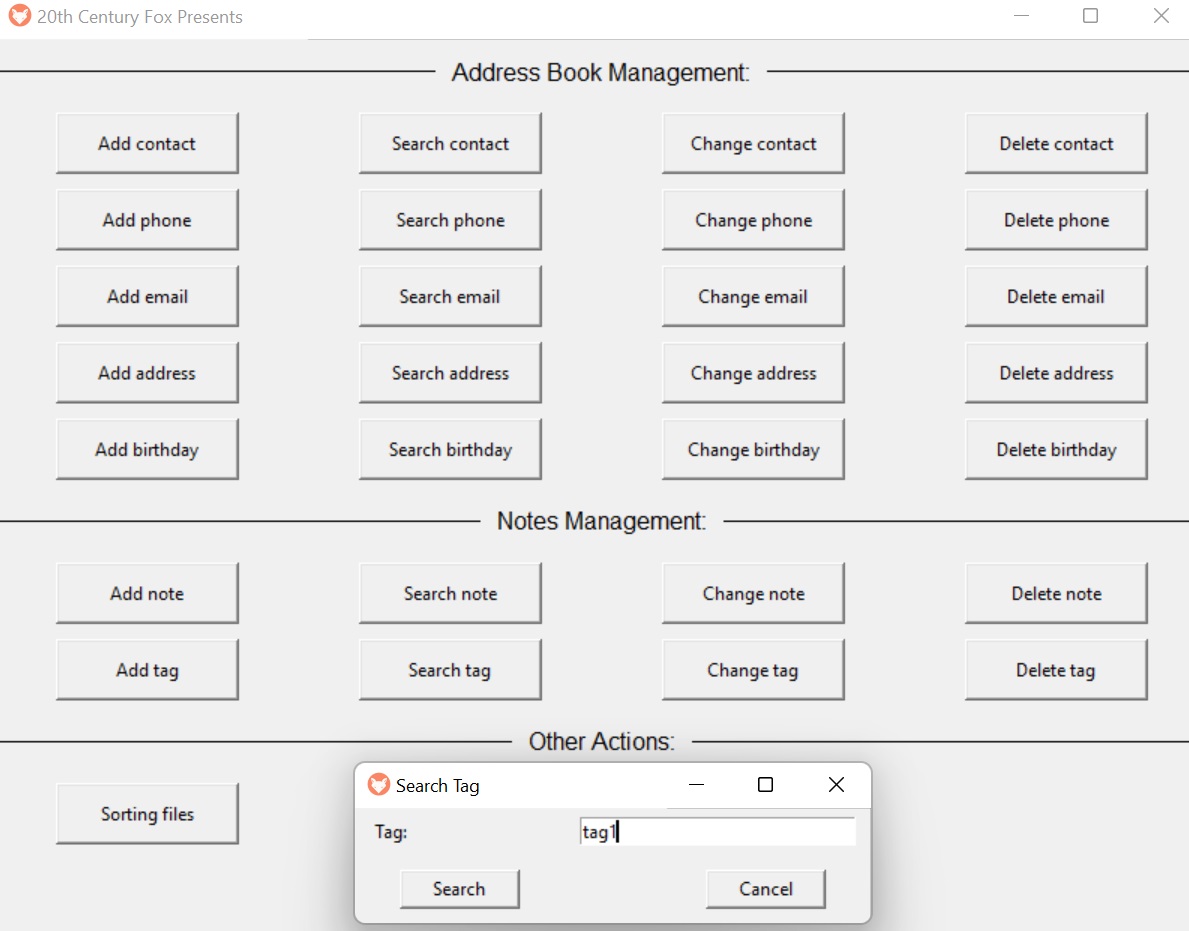 20th Century Fox Presents
Address Book Management:
Add contact Search contact Change contact Delete contact
Add phone Search phone Change phone Delete phone
Add email Search email Change email Delete email
Add address Search address Change address Delete address
Add birthday Search birthday Change birthday Delete birthday
Notes Management:
Add note Search note Change note Delete note
Add tag Search tag Change tag Delete tag
Other Actions:
Sorting files
Search Tag
Tag: tag1
Search Cancel